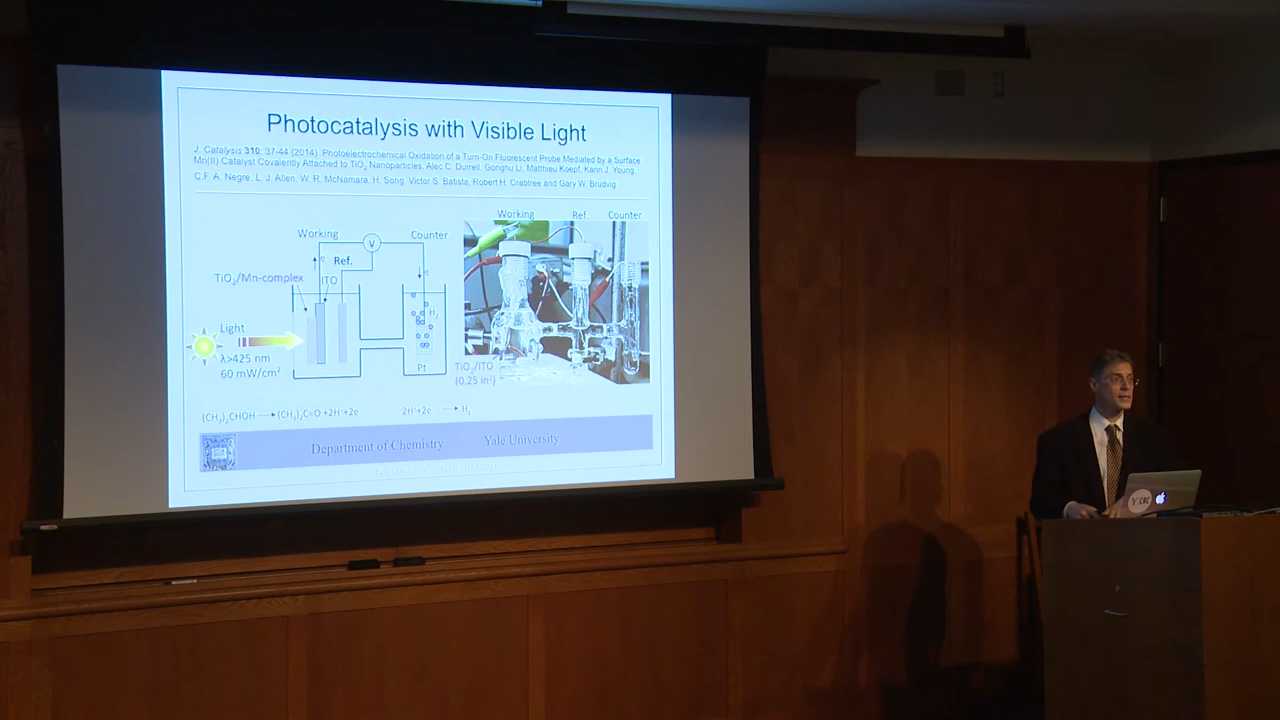 Photocatalysis with Visible Light
J. Catalysis 310, 37-44 (2014) Photoelectrochemical Oxidation of a Turn-On Fluorescent Probe Mediated by a Surface
Mn(II) Catalyst Covalently Attached to TiO₂ Nanoparticles, Alec C. Durrell, Gonghu Li, Matthieu Koepf, Karin J. Young,
C.F.A. Negre, L. J. Allen, W. R. McNamara, H. Song, Victor S. Batista, Robert H. Crabtree and Gary W. Brudvig.
Working Ref. Counter
Working V Counter
e⁻ Ref. e⁻
TiO₂/Mn-complex ITO
H₂
Light
λ>425 nm
60 mW/cm²
Pt
TiO₂/ITO
(0.25 in²)
(CH₃)₂CHOH → (CH₃)₂C=O +2H⁺+2e⁻ 2H⁺+2e⁻ → H₂
Department of Chemistry Yale University